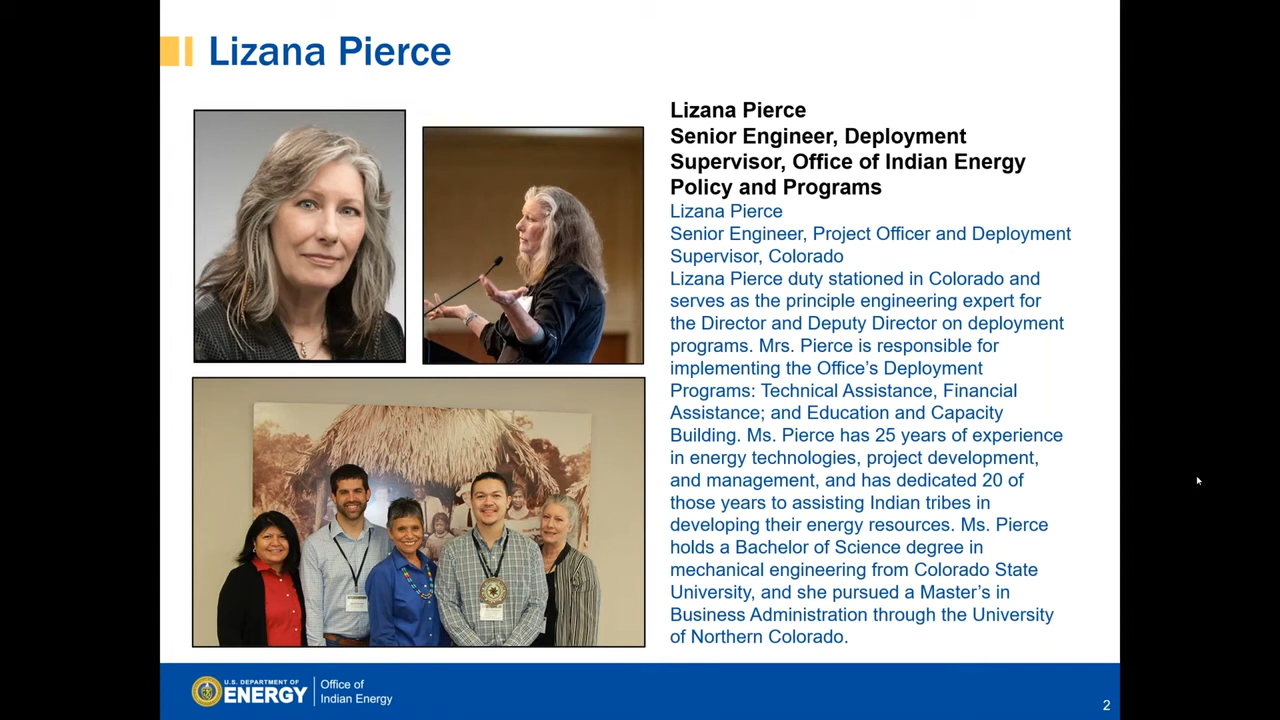 Lizana Pierce
Lizana Pierce
Senior Engineer, Deployment
Supervisor, Office of Indian Energy
Policy and Programs
Lizana Pierce
Senior Engineer, Project Officer and Deployment
Supervisor, Colorado
Lizana Pierce duty stationed in Colorado and
serves as the principle engineering expert for
the Director and Deputy Director on deployment
programs. Mrs. Pierce is responsible for
implementing the Office's Deployment
Programs: Technical Assistance, Financial
Assistance; and Education and Capacity
Building. Ms. Pierce has 25 years of experience
in energy technologies, project development,
and management, and has dedicated 20 of
those years to assisting Indian tribes in
developing their energy resources. Ms. Pierce
holds a Bachelor of Science degree in
mechanical engineering from Colorado State
University, and she pursued a Master's in
Business Administration through the University
of Northern Colorado.
U.S. DEPARTMENT OF
ENERGY
Office of
Indian Energy
2